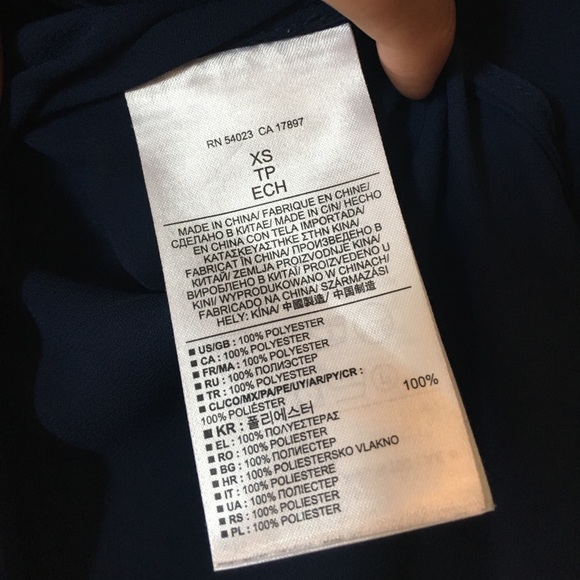 RN 54023 CA 17897
XS
TP
ECH
MADE IN CHINA/ FABRIQUE EN CHINE/
СДЕЛАНО В КИТАЕ/ MADE IN CIN/ HECHO
EN CHINA CON TELA IMPORTADA/
ΚΑΤΑΣΚΕΥΑΣΤΗΚΕ ΣΤΗΝ ΚΙΝΑ/
FABRICAT ÎN CHINA/ ПРОИЗВЕДЕНО В
КИТАЙ/ ZEMLJA PROIZVODNJE KINA/
ВИРОБЛЕНО В КИТАЇ/ PROIZVEDENO U
KINI/ WYPRODUKOWANO W CHINACH/
FABRICADO NA CHINA/ SZÁRMAZÁSI
HELY: KÍNA/ 中國製造/ 中国制造
■ US/GB : 100% POLYESTER
■ CA : 100% POLYESTER
■ FR/MA : 100% POLYESTER
■ RU : 100% ПОЛИЭСТЕР
■ TR : 100% POLYESTER
■ CL/CO/MX/PA/PE/UY/AR/PY/CR : 100%
100% POLIÉSTER
■ KR : 폴리에스터
■ EL : 100% ΠΟΛΥΕΣΤΕΡΑΣ
■ RO : 100% POLIESTER
■ BG : 100% ПОЛИЕСТЕР
■ HR : 100% POLIESTERSKO VLAKNO
■ IT : 100% POLIESTERE
■ UA : 100% ПОЛІЕСТЕР
■ RS : 100% POLIESTER
■ PL : 100% POLIESTER